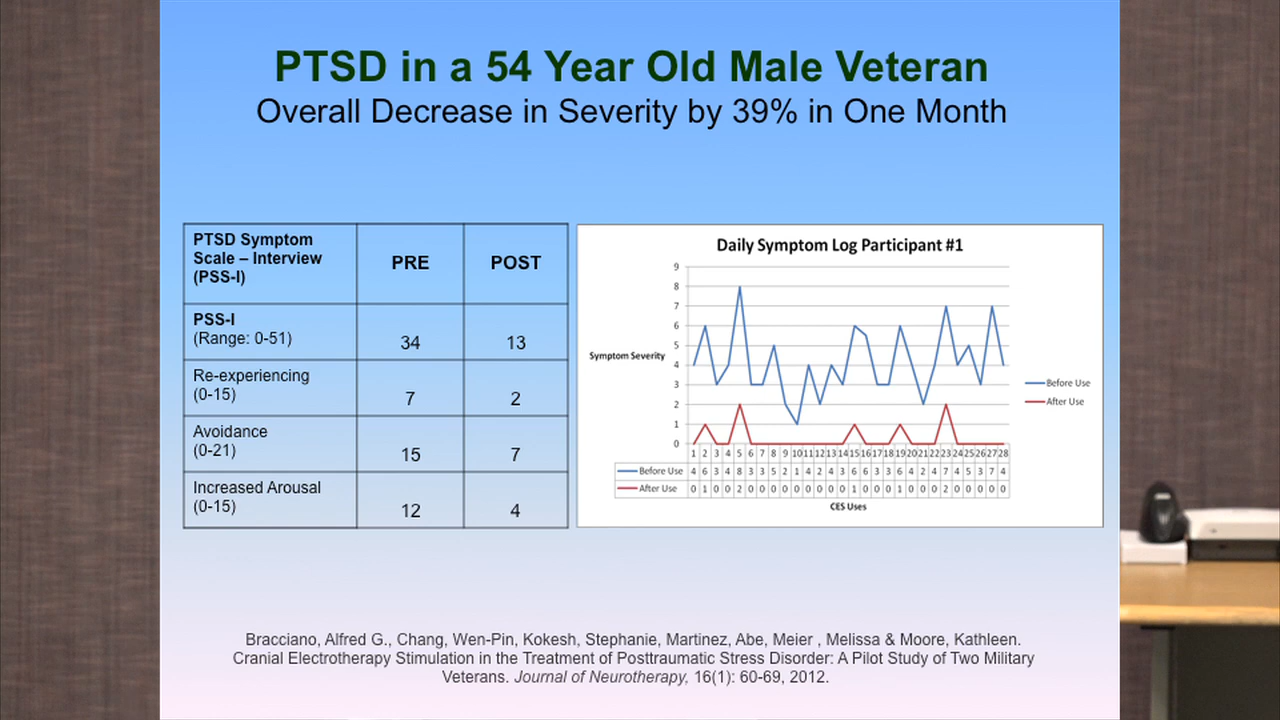 PTSD in a 54 Year Old Male Veteran
Overall Decrease in Severity by 39% in One Month
PTSD Symptom
Scale – Interview
(PSS-I)
PRE
POST
PSS-I
(Range: 0-51)
34
13
Re-experiencing
(0-15)
7
2
Avoidance
(0-21)
15
7
Increased Arousal
(0-15)
12
4
Daily Symptom Log Participant #1
9
8
7
6
5
4
3
2
1
0
Symptom Severity
Before Use
After Use
1 2 3 4 5 6 7 8 9 10 11 12 13 14 15 16 17 18 19 20 21 22 23 24 25 26 27 28
Before Use 4 6 3 4 8 3 3 5 2 1 4 2 4 3 6 3 3 6 4 2 4 7 4 5 3 7 4
After Use 0 1 0 0 2 0 0 0 0 0 0 0 0 0 1 0 0 0 1 0 0 0 2 0 0 0 0 0
CES Uses
Bracciano, Alfred G., Chang, Wen-Pin, Kokesh, Stephanie, Martinez, Abe, Meier , Melissa & Moore, Kathleen.
Cranial Electrotherapy Stimulation in the Treatment of Posttraumatic Stress Disorder: A Pilot Study of Two Military
Veterans. Journal of Neurotherapy, 16(1): 60-69, 2012.